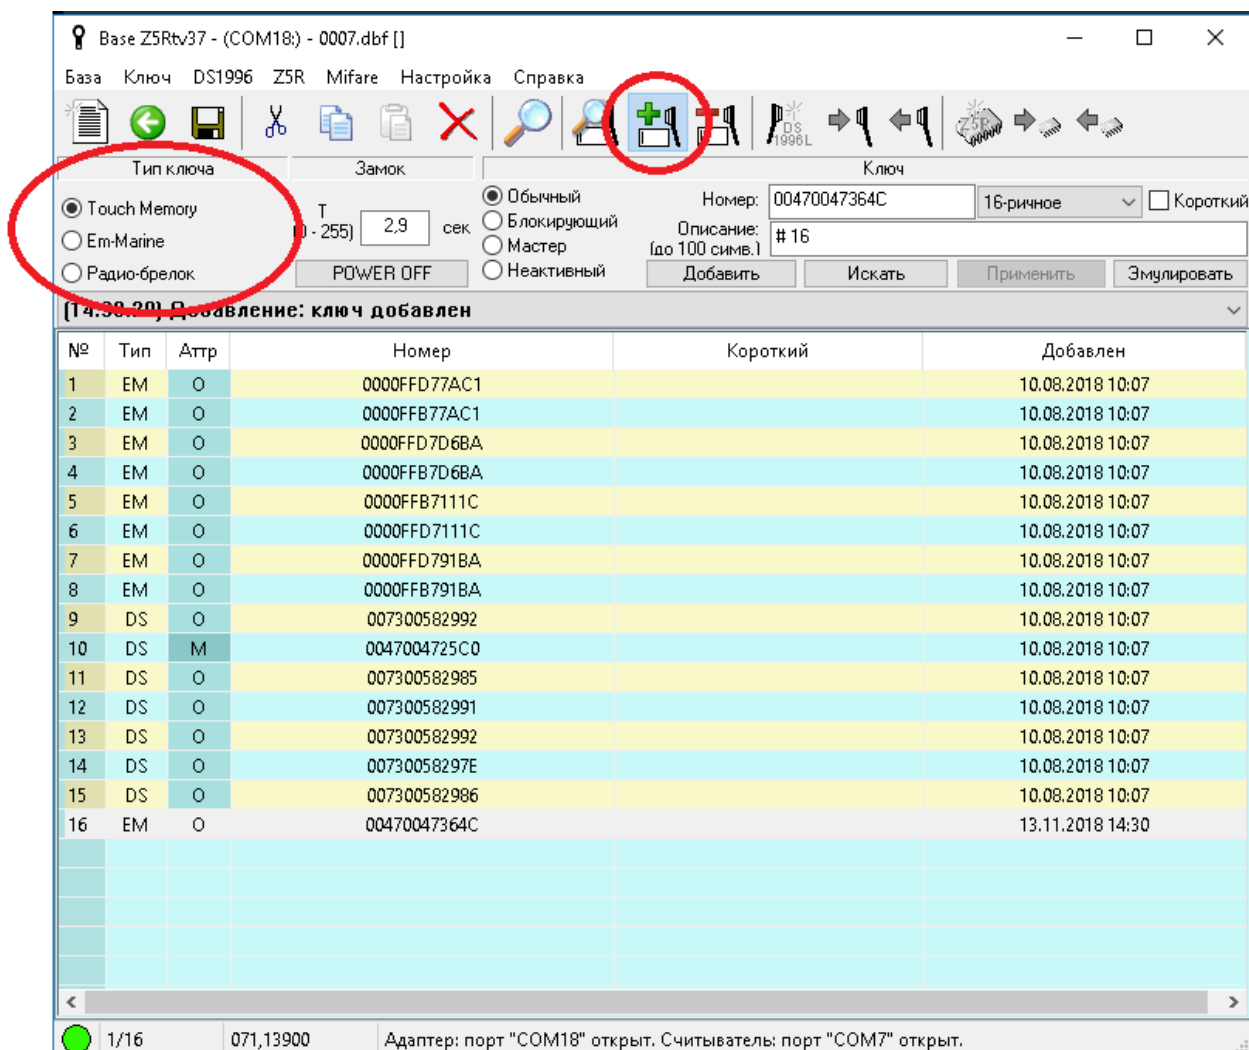 Base Z5Rtv37 - (COM18:) - 0007.dbf []
База Ключ DS1996 Z5R Mifare Настройка Справка
DS 1996L Z5R
Тип ключа Замок Ключ
Touch Memory
Em-Marine
Радио-брелок
T
(0 - 255) 2,9 сек
POWER OFF
Обычный
Блокирующий
Мастер
Неактивный
Номер: 00470047364C 16-ричное Короткий
Описание: (до 100 симв.) # 16
Добавить Искать Применить Эмулировать
Добавление: ключ добавлен
№ Тип Аттр Номер Короткий Добавлен
1 EM O 0000FFD77AC1 10.08.2018 10:07
2 EM O 0000FFB77AC1 10.08.2018 10:07
3 EM O 0000FFD7D6BA 10.08.2018 10:07
4 EM O 0000FFB7D6BA 10.08.2018 10:07
5 EM O 0000FFB7111C 10.08.2018 10:07
6 EM O 0000FFD7111C 10.08.2018 10:07
7 EM O 0000FFD791BA 10.08.2018 10:07
8 EM O 0000FFB791BA 10.08.2018 10:07
9 DS O 007300582992 10.08.2018 10:07
10 DS M 0047004725C0 10.08.2018 10:07
11 DS O 007300582985 10.08.2018 10:07
12 DS O 007300582991 10.08.2018 10:07
13 DS O 007300582992 10.08.2018 10:07
14 DS O 00730058297E 10.08.2018 10:07
15 DS O 007300582986 10.08.2018 10:07
16 EM O 00470047364C 13.11.2018 14:30
1/16 071,13900 Адаптер: порт "COM18" открыт. Считыватель: порт "COM7" открыт.